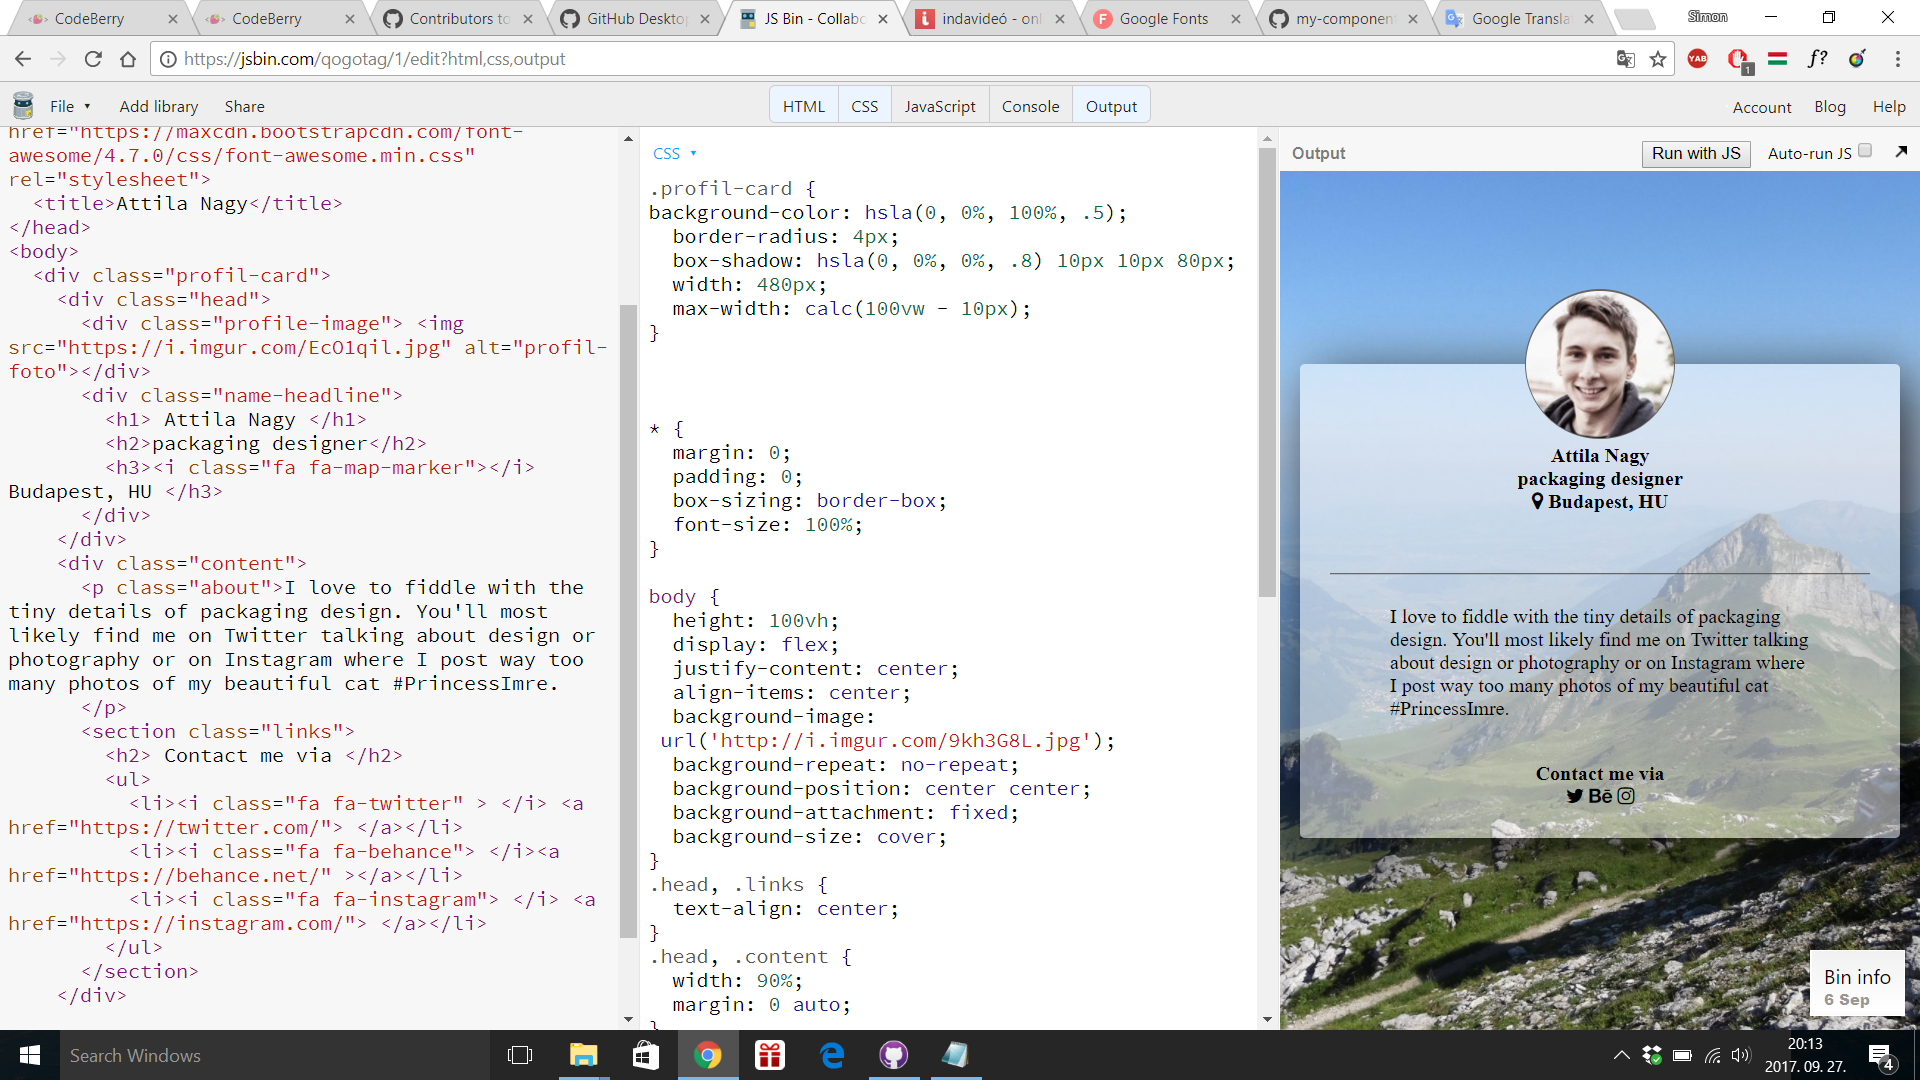 CodeBerry
CodeBerry
Contributors to
GitHub Desktop
JS Bin - Collabo
indavideó - onl
Google Fonts
my-component
Google Transla
Simon
https://jsbin.com/qogotag/1/edit?html,css,output
YAB
1
f?
File
Add library
Share
HTML
CSS
JavaScript
Console
Output
Account
Blog
Help
href="https://maxcdn.bootstrapcdn.com/font-
awesome/4.7.0/css/font-awesome.min.css"
rel="stylesheet">
<title>Attila Nagy</title>
</head>
<body>
<div class="profil-card">
<div class="head">
<div class="profile-image"> <img
src="https://i.imgur.com/EcO1qil.jpg" alt="profil-
foto"></div>
<div class="name-headline">
<h1> Attila Nagy </h1>
<h2>packaging designer</h2>
<h3><i class="fa fa-map-marker"></i>
Budapest, HU </h3>
</div>
</div>
<div class="content">
<p class="about">I love to fiddle with the
tiny details of packaging design. You'll most
likely find me on Twitter talking about design or
photography or on Instagram where I post way too
many photos of my beautiful cat #PrincessImre.
</p>
<section class="links">
<h2> Contact me via </h2>
<ul>
<li><i class="fa fa-twitter" > </i> <a
href="https://twitter.com/"> </a></li>
<li><i class="fa fa-behance"> </i><a
href="https://behance.net/" ></a></li>
<li><i class="fa fa-instagram"> </i> <a
href="https://instagram.com/"> </a></li>
</ul>
</section>
</div>
CSS
.profil-card {
background-color: hsla(0, 0%, 100%, .5);
border-radius: 4px;
box-shadow: hsla(0, 0%, 0%, .8) 10px 10px 80px;
width: 480px;
max-width: calc(100vw - 10px);
}
* {
margin: 0;
padding: 0;
box-sizing: border-box;
font-size: 100%;
}
body {
height: 100vh;
display: flex;
justify-content: center;
align-items: center;
background-image:
url('http://i.imgur.com/9kh3G8L.jpg');
background-repeat: no-repeat;
background-position: center center;
background-attachment: fixed;
background-size: cover;
}
.head, .links {
text-align: center;
}
.head, .content {
width: 90%;
margin: 0 auto;
}
Output
Run with JS
Auto-run JS
Attila Nagy
packaging designer
Budapest, HU
I love to fiddle with the tiny details of packaging
design. You'll most likely find me on Twitter talking
about design or photography or on Instagram where
I post way too many photos of my beautiful cat
#PrincessImre.
Contact me via
Bē
Bin info
6 Sep
Search Windows
20:13
2017. 09. 27.
4